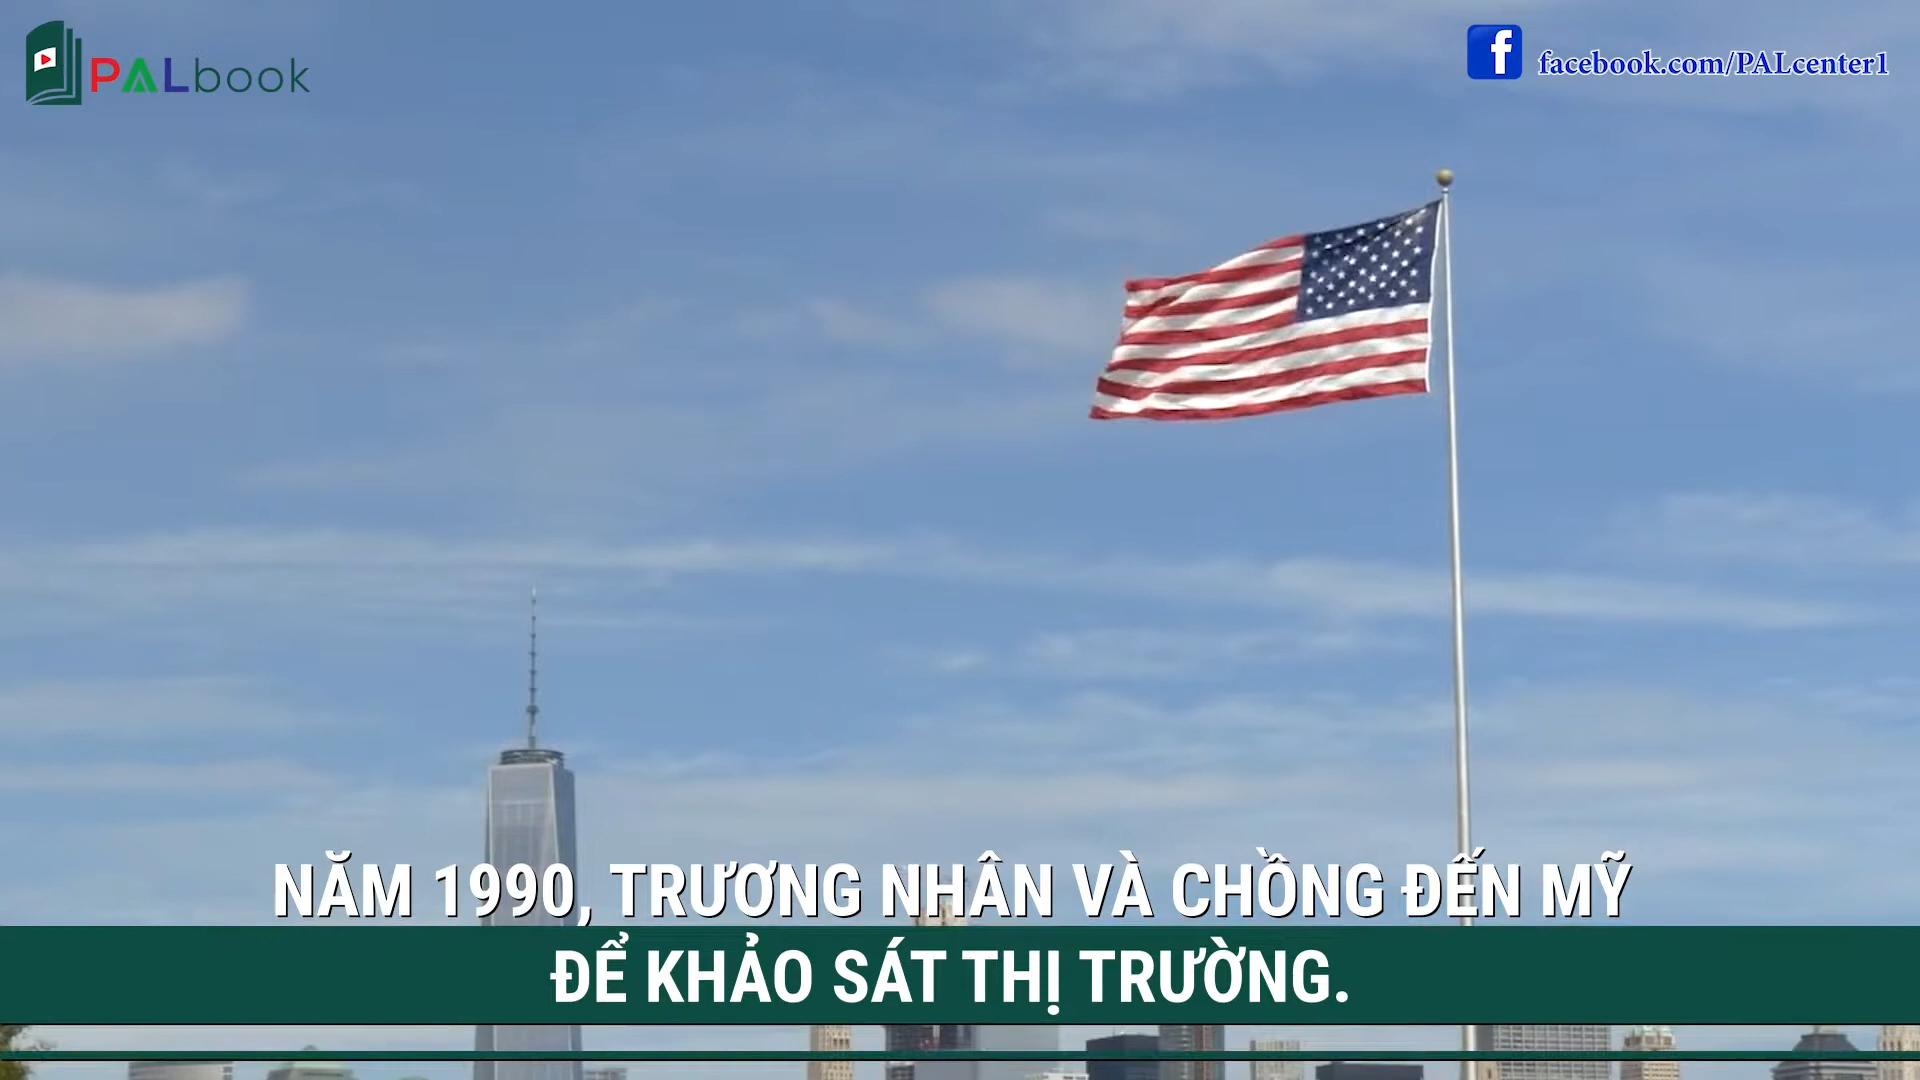 PALbook
facebook.com/PALcenter1
NĂM 1990, TRƯƠNG NHÂN VÀ CHỒNG ĐẾN MỸ
ĐỂ KHẢO SÁT THỊ TRƯỜNG.